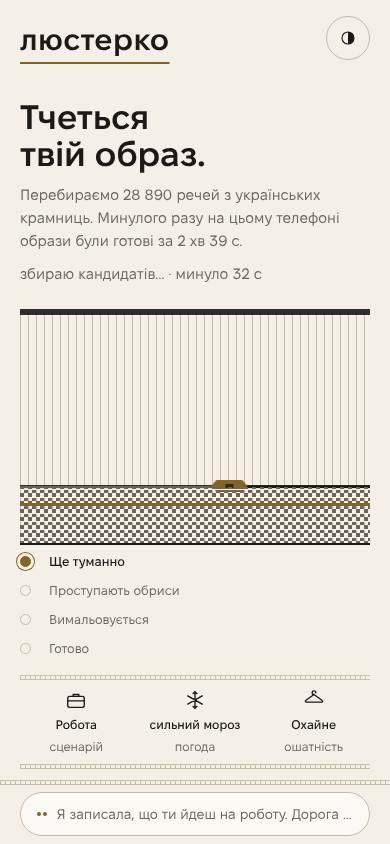 люстерко
Тчеться
твій образ.
Перебираємо 28 890 речей з українських
крамниць. Минулого разу на цьому телефоні
образи були готові за 2 хв 39 с.
збираю кандидатів… · минуло 32 с
Ще туманно
Проступають обриси
Вимальовується
Готово
Робота сильний мороз Охайне
сценарій погода ошатність
Я записала, що ти йдеш на роботу. Дорога ...